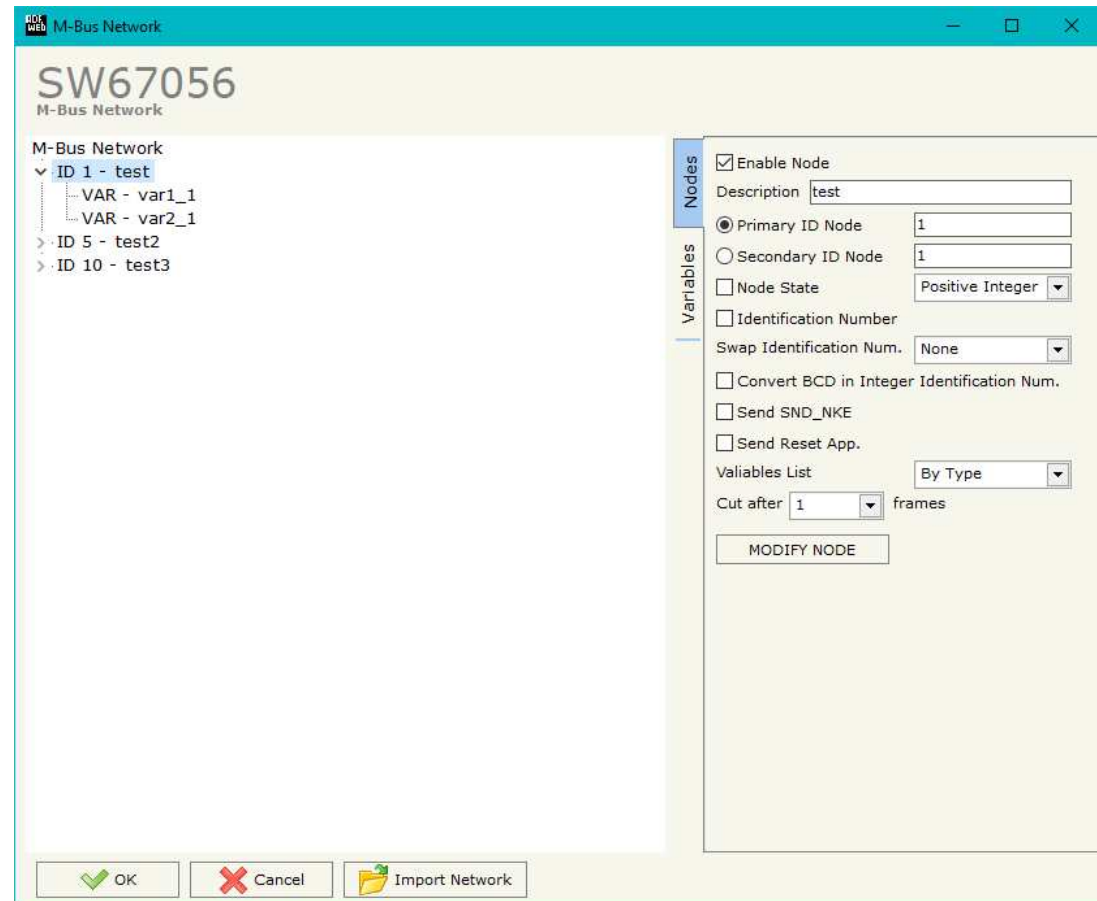 ADF
WEB
M-Bus Network
SW67056
M-Bus Network
M-Bus Network
ID 1 - test
VAR - var1_1
VAR - var2_1
ID 5 - test2
ID 10 - test3
Nodes
Variables
Enable Node
Description test
Primary ID Node 1
Secondary ID Node 1
Node State Positive Integer
Identification Number
Swap Identification Num. None
Convert BCD in Integer Identification Num.
Send SND_NKE
Send Reset App.
Valiables List By Type
Cut after 1 frames
MODIFY NODE
OK Cancel Import Network